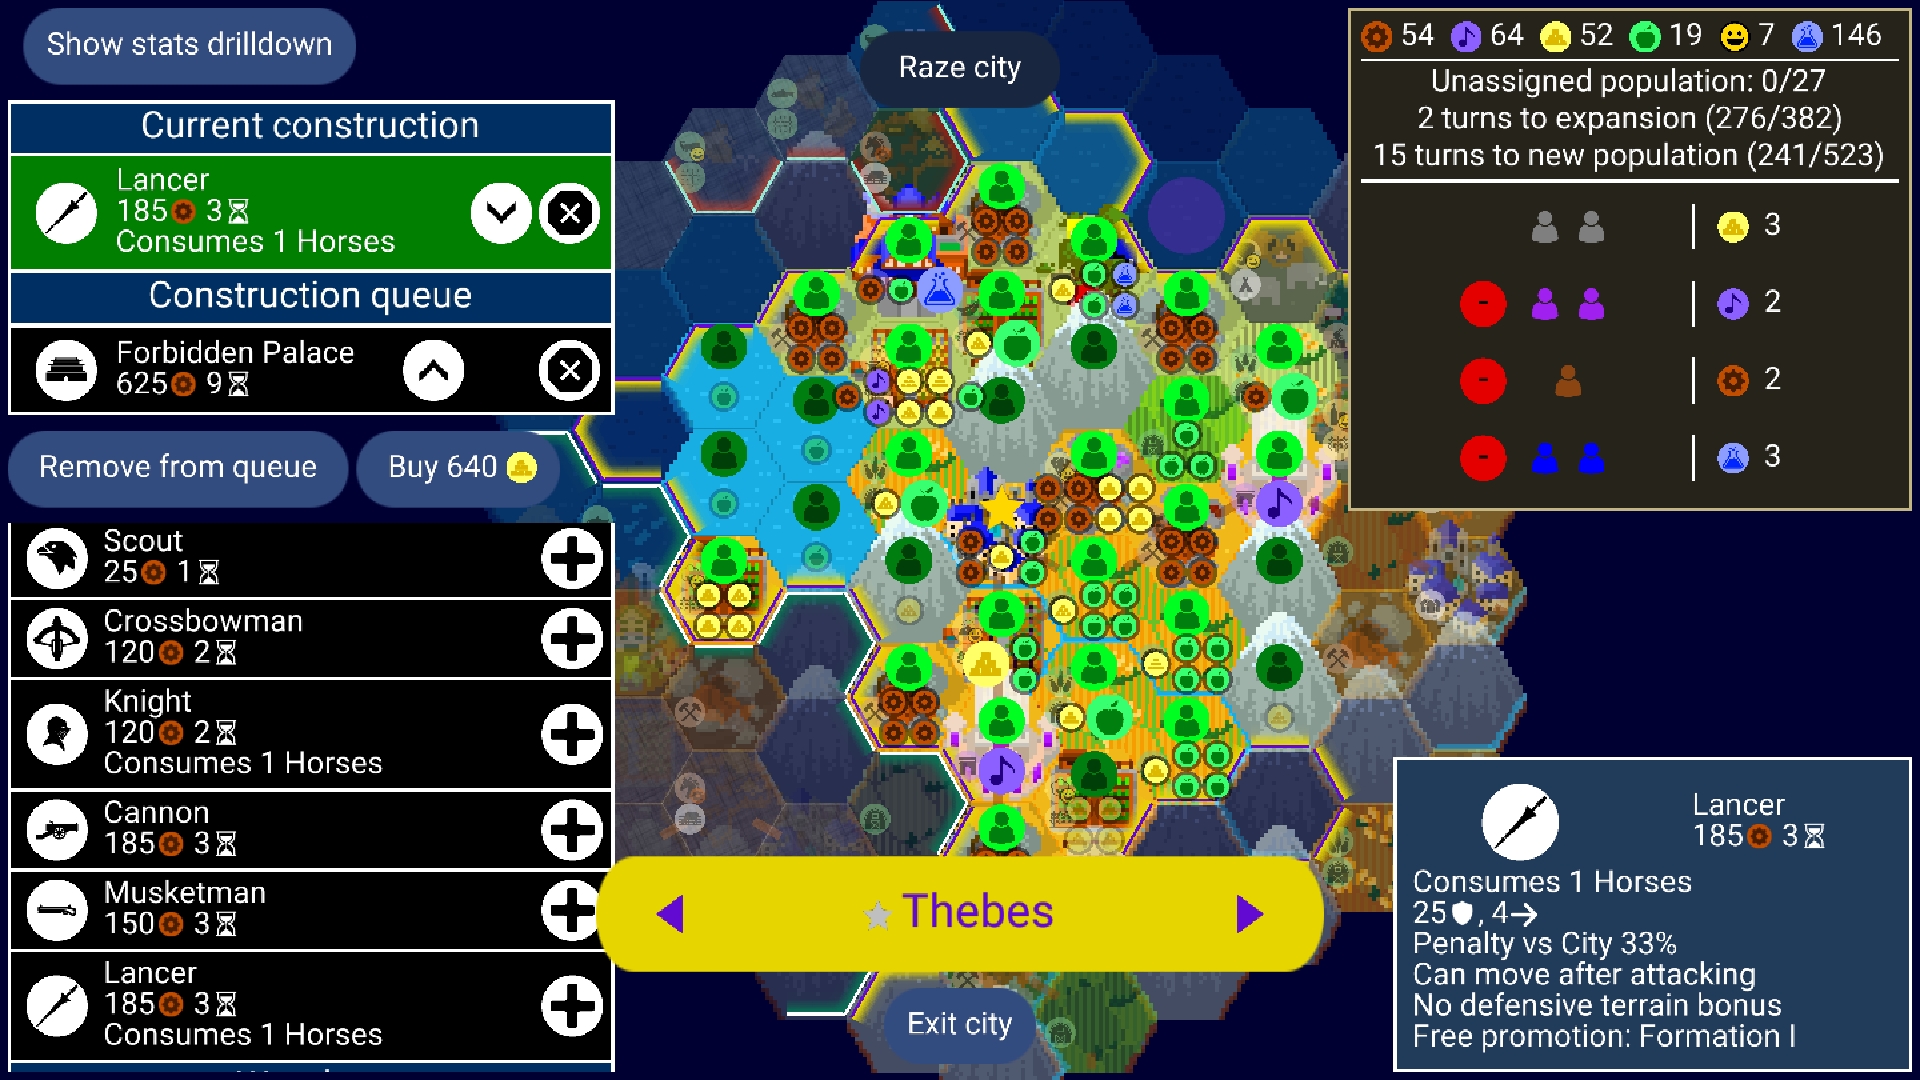 Show stats drilldown
Current construction
Lancer
185 3
Consumes 1 Horses
Construction queue
Forbidden Palace
625 9
Remove from queue
Buy 640
Scout
25 1
Crossbowman
120 2
Knight
120 2
Consumes 1 Horses
Cannon
185 3
Musketman
150 3
Lancer
185 3
Consumes 1 Horses
Raze city
Thebes
Exit city
54 64 52 19 7 146
Unassigned population: 0/27
2 turns to expansion (276/382)
15 turns to new population (241/523)
3
- 2
- 2
- 3
Lancer
185 3
Consumes 1 Horses
25 , 4→
Penalty vs City 33%
Can move after attacking
No defensive terrain bonus
Free promotion: Formation I